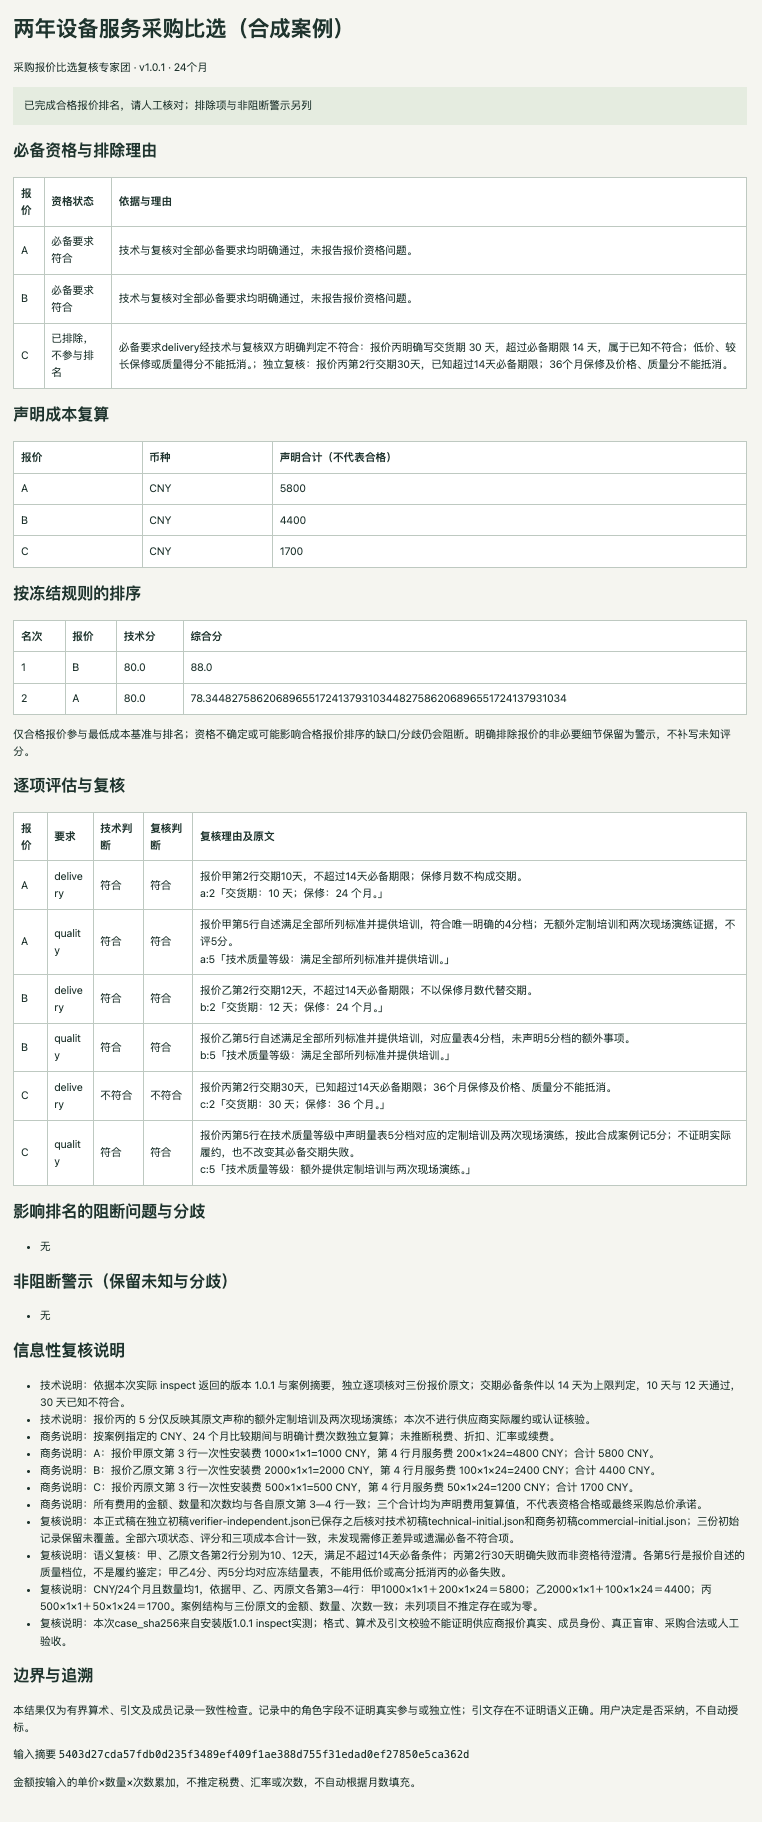 两年设备服务采购比选（合成案例）
采购报价比选复核专家团 · v1.0.1 · 24个月
已完成合格报价排名，请人工核对；排除项与非阻断警示另列
必备资格与排除理由
报价 资格状态 依据与理由
A 必备要求符合 技术与复核对全部必备要求均明确通过，未报告报价资格问题。
B 必备要求符合 技术与复核对全部必备要求均明确通过，未报告报价资格问题。
C 已排除，不参与排名 必备要求delivery经技术与复核双方明确判定不符合：报价丙明确写交货期 30 天，超过必备期限 14 天，属于已知不符合；低价、较长保修或质量得分不能抵消。；独立复核：报价丙第2行交期30天，已知超过14天必备期限；36个月保修及价格、质量分不能抵消。
声明成本复算
报价 币种 声明合计（不代表合格）
A CNY 5800
B CNY 4400
C CNY 1700
按冻结规则的排序
名次 报价 技术分 综合分
1 B 80.0 88.0
2 A 80.0 78.34482758620689655172413793103448275862068965517241379310​34
仅合格报价参与最低成本基准与排名；资格不确定或可能影响合格报价排序的缺口/分歧仍会阻断。明确排除报价的非必要细节保留为警示，不补写未知评
分。
逐项评估与复核
报价 要求 技术判断 复核判断 复核理由及原文
A delivery 符合 符合 报价甲第2行交期10天，不超过14天必备期限；保修月数不构成交期。
a:2「交货期：10 天；保修：24 个月。」
A quality 符合 符合 报价甲第5行自述满足全部所列标准并提供培训，符合唯一明确的4分档；无额外定制培训和两次现场演练证据，不
评5分。
a:5「技术质量等级：满足全部所列标准并提供培训。」
B delivery 符合 符合 报价乙第2行交期12天，不超过14天必备期限；不以保修月数代替交期。
b:2「交货期：12 天；保修：24 个月。」
B quality 符合 符合 报价乙第5行自述满足全部所列标准并提供培训，对应量表4分档，未声明5分档的额外事项。
b:5「技术质量等级：满足全部所列标准并提供培训。」
C delivery 不符合 不符合 报价丙第2行交期30天，已知超过14天必备期限；36个月保修及价格、质量分不能抵消。
c:2「交货期：30 天；保修：36 个月。」
C quality 符合 符合 报价丙第5行在技术质量等级中声明量表5分档对应的定制培训及两次现场演练，按此合成案例记5分；不证明实际
履约，也不改变其必备交期失败。
c:5「技术质量等级：额外提供定制培训与两次现场演练。」
影响排名的阻断问题与分歧
• 无
非阻断警示（保留未知与分歧）
• 无
信息性复核说明
• 技术说明：依据本次实际 inspect 返回的版本 1.0.1 与案例摘要，独立逐项核对三份报价原文；交期必备条件以 14 天为上限判定，10 天与 12 天通过，
30 天已知不符合。
• 技术说明：报价丙的 5 分仅反映其原文声称的额外定制培训及两次现场演练；本次不进行供应商实际履约或认证核验。
• 商务说明：按案例指定的 CNY、24 个月比较期间与明确计费次数独立复算；未推断税费、折扣、汇率或续费。
• 商务说明：A：报价甲原文第 3 行一次性安装费 1000×1×1=1000 CNY，第 4 行月服务费 200×1×24=4800 CNY；合计 5800 CNY。
• 商务说明：B：报价乙原文第 3 行一次性安装费 2000×1×1=2000 CNY，第 4 行月服务费 100×1×24=2400 CNY；合计 4400 CNY。
• 商务说明：C：报价丙原文第 3 行一次性安装费 500×1×1=500 CNY，第 4 行月服务费 50×1×24=1200 CNY；合计 1700 CNY。
• 商务说明：所有费用的金额、数量和次数均与各自原文第 3—4 行一致；三个合计均为声明费用复算值，不代表资格合格或最终采购总价承诺。
• 复核说明：本正式稿在独立初稿verifier-independent.json已保存之后核对技术初稿technical-initial.json和商务初稿commercial-initial.json；三份初始
记录保留未覆盖。全部六项状态、评分和三项成本合计一致，未发现需修正差异或遗漏必备不符合项。
• 复核说明：语义复核：甲、乙原文各第2行分别为10、12天，满足不超过14天必备条件；丙第2行30天明确失败而非资格待澄清。各第5行是报价自述的
质量档位，不是履约鉴定；甲乙4分、丙5分均对应冻结量表，不能用低价或高分抵消丙的必备失败。
• 复核说明：CNY/24个月且数量均1，依据甲、乙、丙原文各第3—4行：甲1000×1×1＋200×1×24＝5800；乙2000×1×1＋100×1×24＝4400；丙
500×1×1＋50×1×24＝1700。案例结构与三份原文的金额、数量、次数一致；未列项目不推定存在或为零。
• 复核说明：本次case_sha256来自安装版1.0.1 inspect实测；格式、算术及引文校验不能证明供应商报价真实、成员身份、真正盲审、采购合法或人工
验收。
边界与追溯
本结果仅为有界算术、引文及成员记录一致性检查。记录中的角色字段不证明真实参与或独立性；引文存在不证明语义正确。用户决定是否采纳，不自动授
标。
输入摘要 5403d27cda57fdb0d235f3489ef409f1ae388d755f31edad0ef27850e5ca362d
金额按输入的单价×数量×次数累加，不推定税费、汇率或次数，不自动根据月数填充。